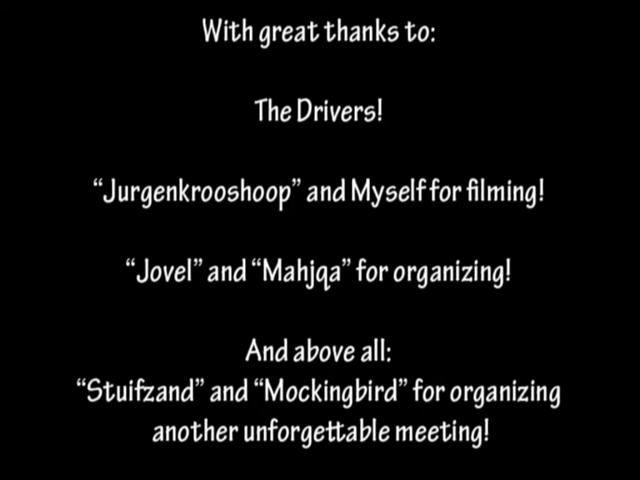 With great thanks to:
The Drivers!
“Jurgenkrooshoop” and Myself for filming!
“Jovel” and “Mahjqa” for organizing!
And above all:
“Stuifzand” and “Mockingbird” for organizing
another unforgettable meeting!